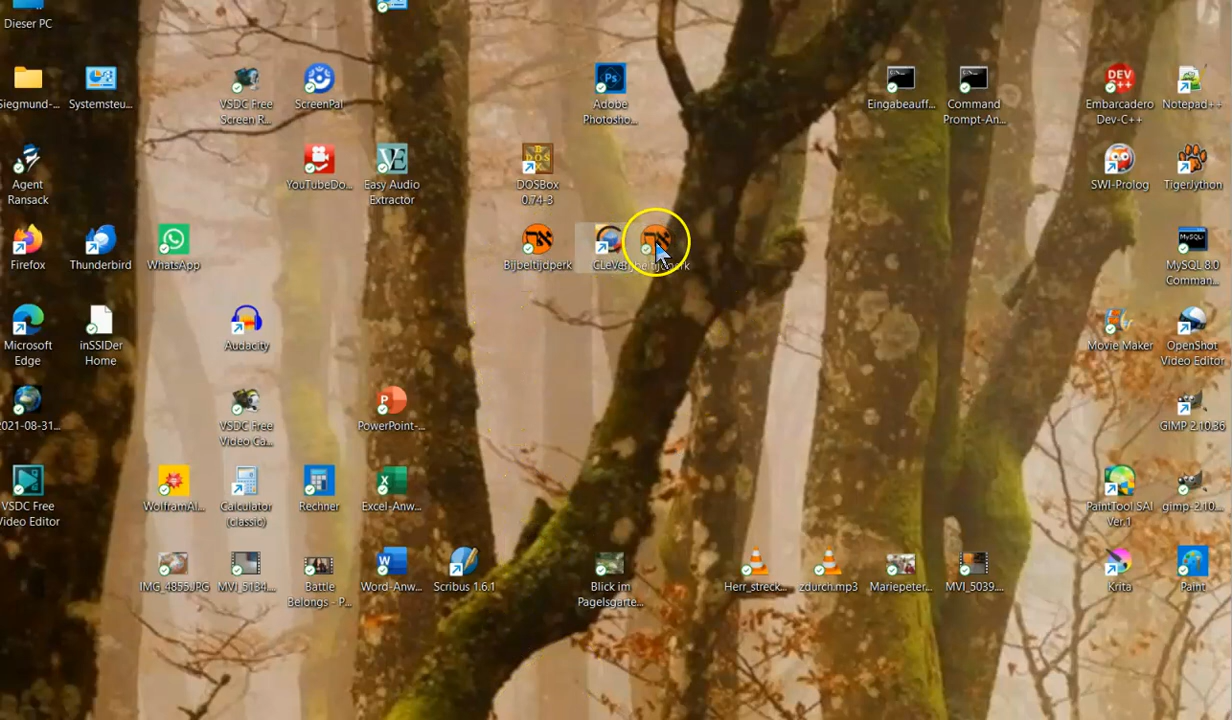 Dieser PC
Siegmund-...
Systemsteu...
VSDC Free
Screen R...
ScreenPal
Adobe
Photosho...
Eingabeauff...
Command
Prompt-An...
Embarcadero
Dev-C++
Notepad++
Agent
Ransack
YouTubeDo...
Easy Audio
Extractor
DOSBox
0.74-3
SWI-Prolog
TigerJython
Firefox
Thunderbird
WhatsApp
Bijbeltijdperk
MySQL 8.0
Comman...
Microsoft
Edge
inSSIDer
Home
Audacity
Movie Maker
OpenShot
Video Editor
2021-08-31...
VSDC Free
Video Ca...
PowerPoint-...
GIMP 2.10.36
VSDC Free
Video Editor
WolframAl...
Calculator
(classic)
Rechner
Excel-Anw...
PaintTool SAI
Ver.1
gimp-2.10...
IMG_4855.JPG
MVI_5134....
Battle
Belongs - P...
Word-Anw...
Scribus 1.6.1
Blick im
Pagelsgarte...
Herr_streck...
zdurch.mp3
Mariepeter...
MVI_5039....
Krita
Paint